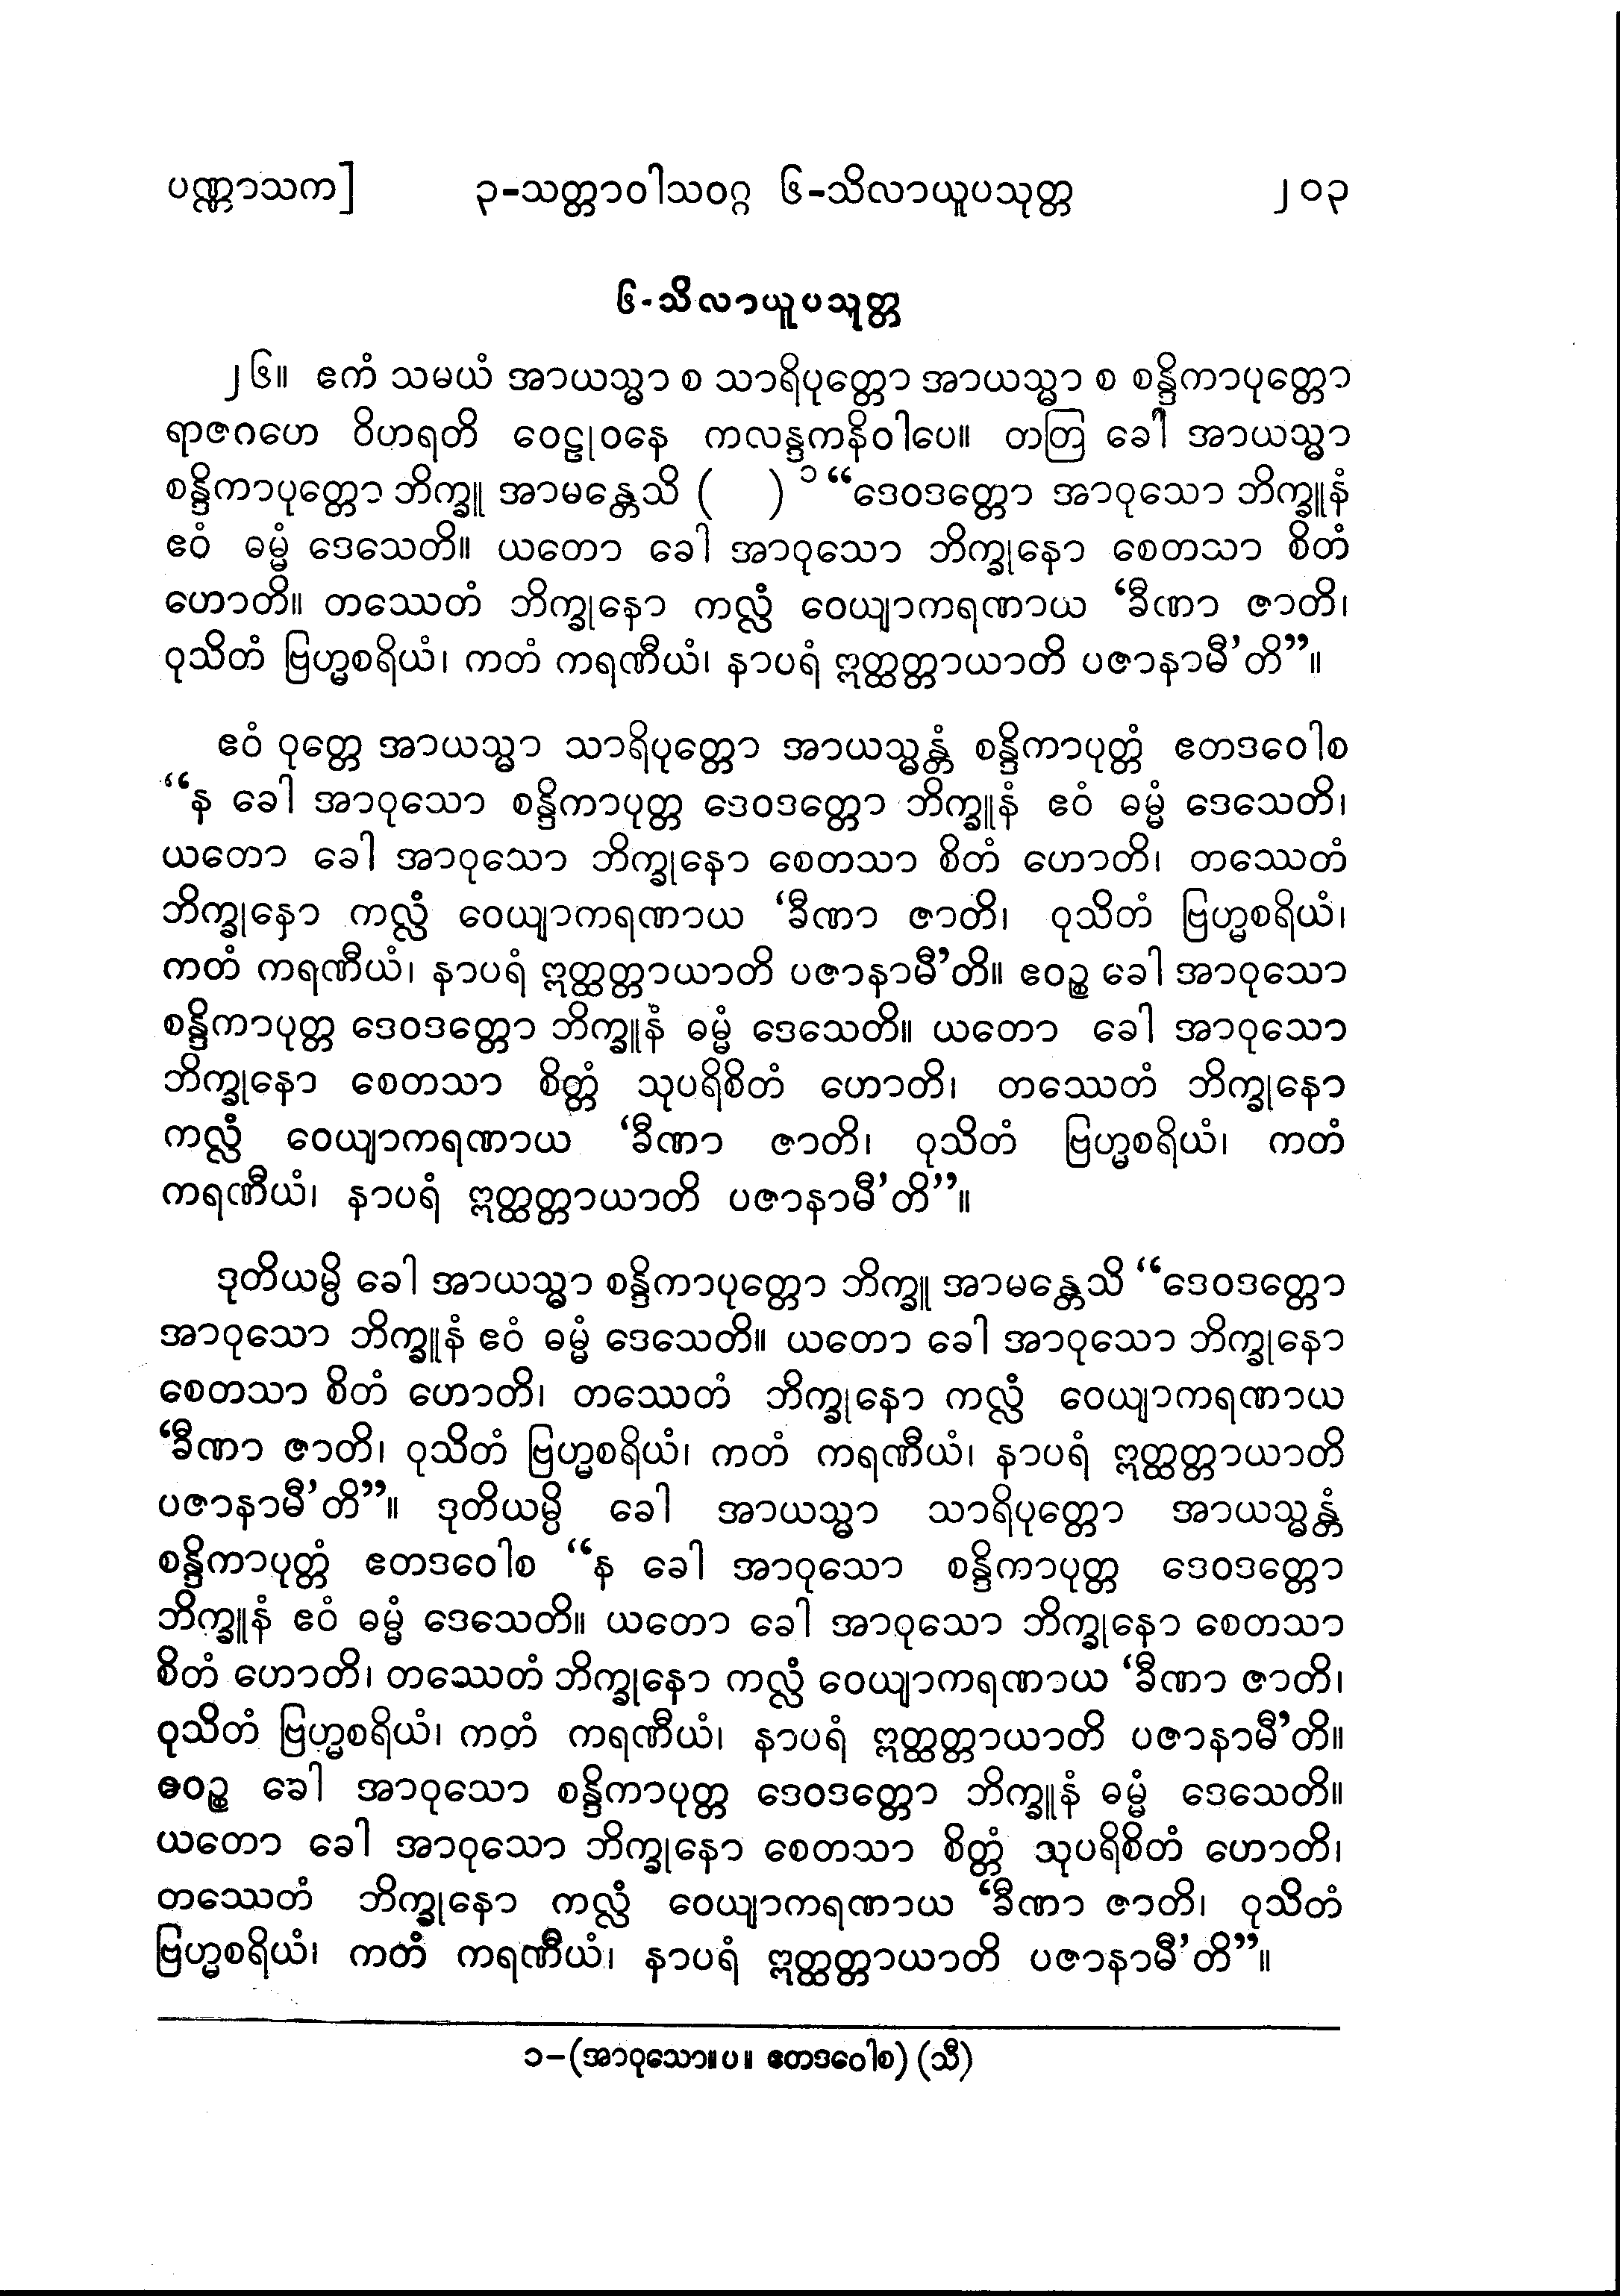 ပဏ္ဏာသက] ၃-သတ္တာဝါသဝဂ္ဂ ၆-သိလာယူပသုတ္တ ၂၀၃
၆-သိလာယူပသုတ္တ
၂၆။ ဧကံ သမယံ အာယသ္မာ စ သာရိပုတ္တော အာယသ္မာ စ စန္ဒိကာပုတ္တော
ရာဇဂဟေ ဝိဟရတိ ဝေဠုဝနေ ကလန္ဒကနိဝါပေ။ တတြ ခေါ အာယသ္မာ
စန္ဒိကာပုတ္တော ဘိက္ခူ အာမန္တေသိ ( ) ၁ “ဒေဝဒတ္တော အာဝုသော ဘိက္ခူနံ
ဧဝံ ဓမ္မံ ဒေသေတိ။ ယတော ခေါ အာဝုသော ဘိက္ခုနော စေတသာ စိတံ
ဟောတိ။ တဿေတံ ဘိက္ခုနော ကလ္လံ ဝေယျာကရဏာယ ‘ခီဏာ ဇာတိ၊
ဝုသိတံ ဗြဟ္မစရိယံ၊ ကတံ ကရဏီယံ၊ နာပရံ ဣတ္ထတ္တာယာတိ ပဇာနာမီ’တိ”။
ဧဝံ ဝုတ္တေ အာယသ္မာ သာရိပုတ္တော အာယသ္မန္တံ စန္ဒိကာပုတ္တံ ဧတဒဝေါစ
“န ခေါ အာဝုသော စန္ဒိကာပုတ္တ ဒေဝဒတ္တော ဘိက္ခူနံ ဧဝံ ဓမ္မံ ဒေသေတိ၊
ယတော ခေါ အာဝုသော ဘိက္ခုနော စေတသာ စိတံ ဟောတိ၊ တဿေတံ
ဘိက္ခုနော ကလ္လံ ဝေယျာကရဏာယ ‘ခီဏာ ဇာတိ၊ ဝုသိတံ ဗြဟ္မစရိယံ၊
ကတံ ကရဏီယံ၊ နာပရံ ဣတ္ထတ္တာယာတိ ပဇာနာမီ’တိ။ ဧဝဉ္စ ခေါ အာဝုသော
စန္ဒိကာပုတ္တ ဒေဝဒတ္တော ဘိက္ခူနံ ဓမ္မံ ဒေသေတိ။ ယတော ခေါ အာဝုသော
ဘိက္ခုနော စေတသာ စိတ္တံ သုပရိစိတံ ဟောတိ၊ တဿေတံ ဘိက္ခုနော
ကလ္လံ ဝေယျာကရဏာယ ‘ခီဏာ ဇာတိ၊ ဝုသိတံ ဗြဟ္မစရိယံ၊ ကတံ
ကရဏီယံ၊ နာပရံ ဣတ္ထတ္တာယာတိ ပဇာနာမီ’တိ”။
ဒုတိယမ္ပိ ခေါ အာယသ္မာ စန္ဒိကာပုတ္တော ဘိက္ခူ အာမန္တေသိ “ဒေဝဒတ္တော
အာဝုသော ဘိက္ခူနံ ဧဝံ ဓမ္မံ ဒေသေတိ။ ယတော ခေါ အာဝုသော ဘိက္ခုနော
စေတသာ စိတံ ဟောတိ၊ တဿေတံ ဘိက္ခုနော ကလ္လံ ဝေယျာကရဏာယ
‘ခီဏာ ဇာတိ၊ ဝုသိတံ ဗြဟ္မစရိယံ၊ ကတံ ကရဏီယံ၊ နာပရံ ဣတ္ထတ္တာယာတိ
ပဇာနာမီ’တိ”။ ဒုတိယမ္ပိ ခေါ အာယသ္မာ သာရိပုတ္တော အာယသ္မန္တံ
စန္ဒိကာပုတ္တံ ဧတဒဝေါစ “န ခေါ အာဝုသော စန္ဒိကာပုတ္တ ဒေဝဒတ္တော
ဘိက္ခူနံ ဧဝံ ဓမ္မံ ဒေသေတိ။ ယတော ခေါ အာဝုသော ဘိက္ခုနော စေတသာ
စိတံ ဟောတိ၊ တဿေတံ ဘိက္ခုနော ကလ္လံ ဝေယျာကရဏာယ ‘ခီဏာ ဇာတိ၊
ဝုသိတံ ဗြဟ္မစရိယံ၊ ကတံ ကရဏီယံ၊ နာပရံ ဣတ္ထတ္တာယာတိ ပဇာနာမီ’တိ။
ဧဝဉ္စ ခေါ အာဝုသော စန္ဒိကာပုတ္တ ဒေဝဒတ္တော ဘိက္ခူနံ ဓမ္မံ ဒေသေတိ။
ယတော ခေါ အာဝုသော ဘိက္ခုနော စေတသာ စိတ္တံ သုပရိစိတံ ဟောတိ၊
တဿေတံ ဘိက္ခုနော ကလ္လံ ဝေယျာကရဏာယ ‘ခီဏာ ဇာတိ၊ ဝုသိတံ
ဗြဟ္မစရိယံ၊ ကတံ ကရဏီယံ၊ နာပရံ ဣတ္ထတ္တာယာတိ ပဇာနာမီ’တိ”။
၁-(အာဝုသော။ပ။ ဧတဒဝေါစ) (သီ)